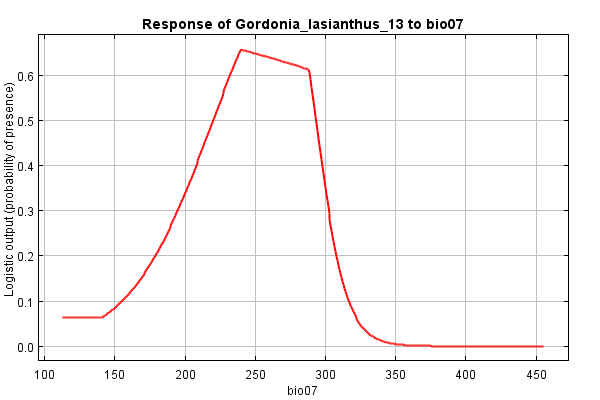 Response of Gordonia_lasianthus_13 to bio07
Logistic output (probability of presence)
0.6
0.5
0.4
0.3
0.2
0.1
0.0
100 150 200 250 300 350 400 450
bio07